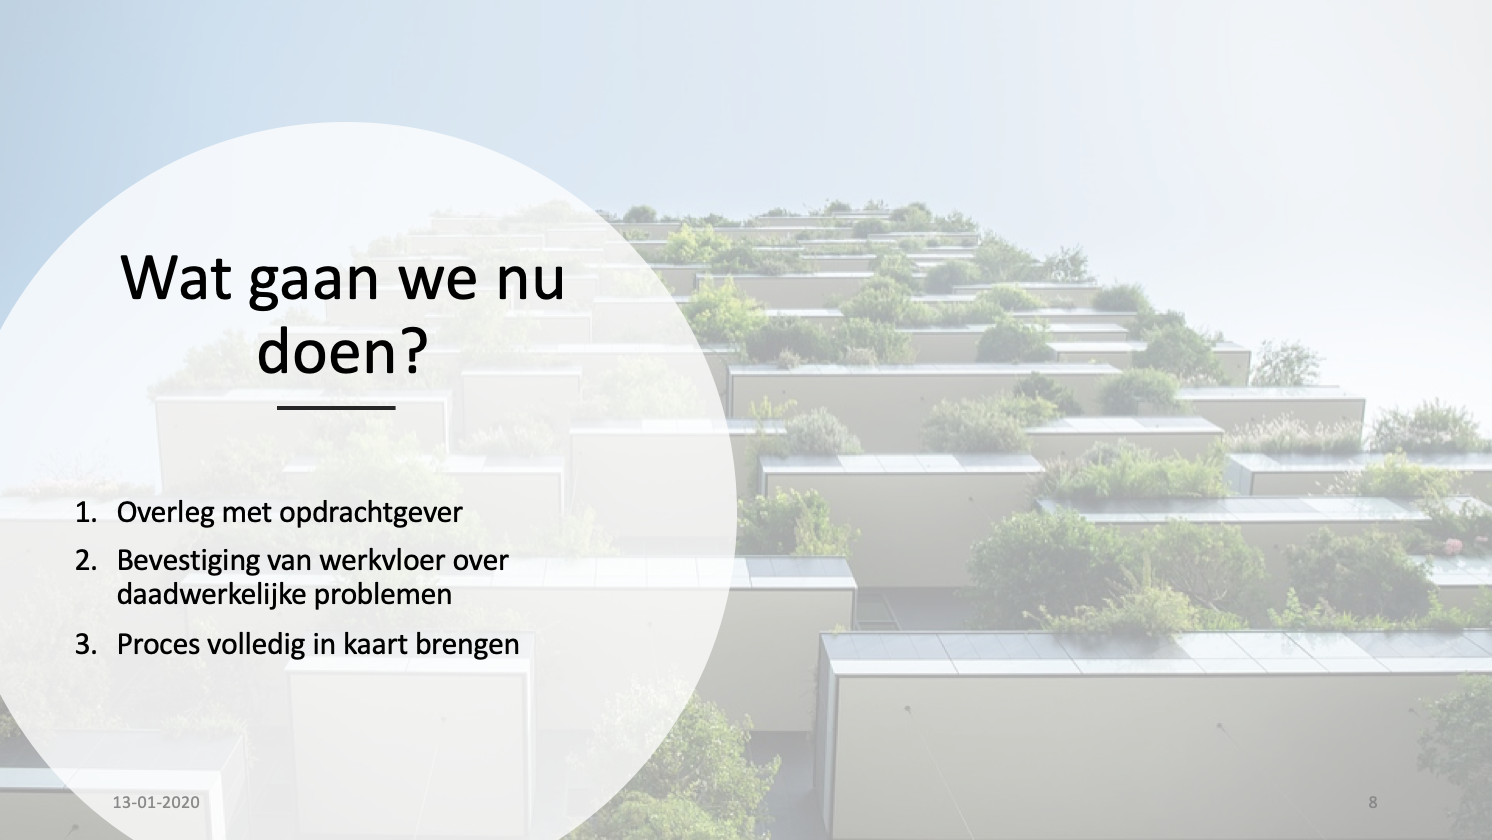 Wat gaan we nu
doen?
1. Overleg met opdrachtgever
2. Bevestiging van werkvloer over
daadwerkelijke problemen
3. Proces volledig in kaart brengen
13-01-2020
8